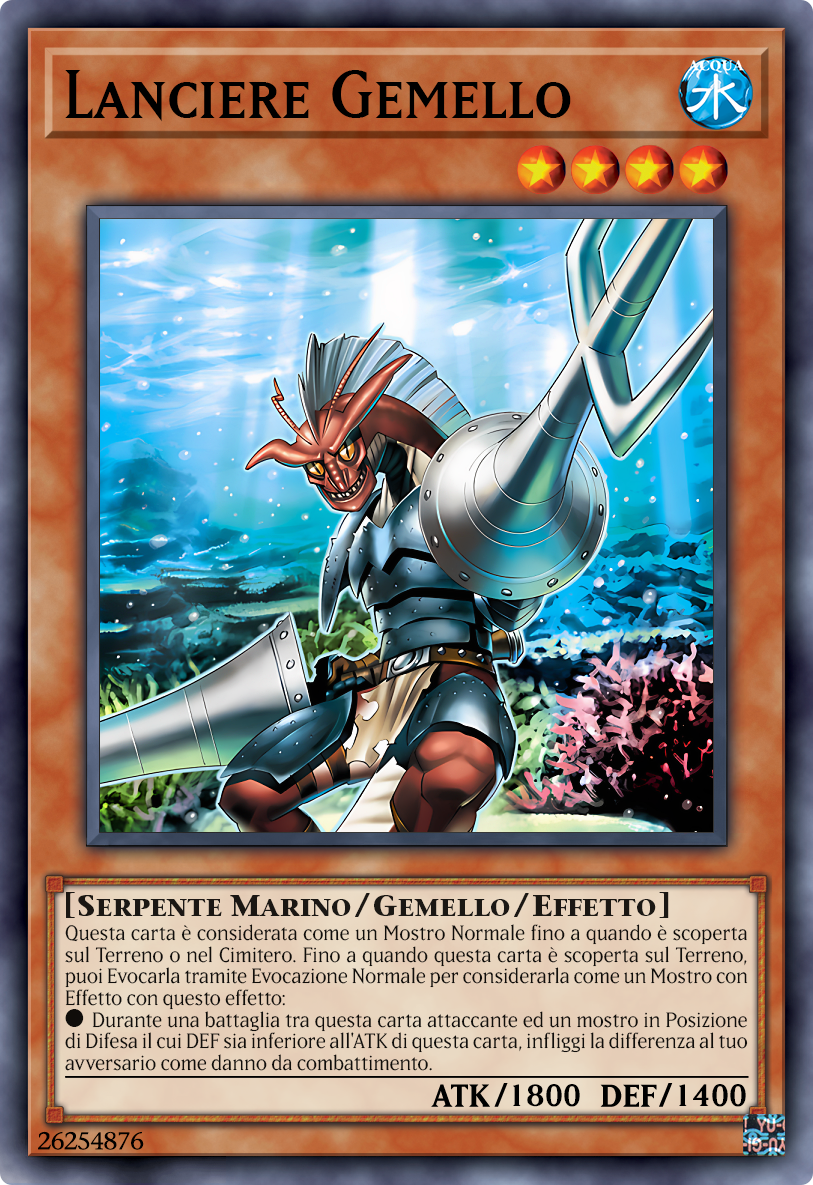 Lanciere Gemello
ACQUA
水
[Serpente Marino/Gemello/Effetto]
Questa carta è considerata come un Mostro Normale fino a quando è scoperta
sul Terreno o nel Cimitero. Fino a quando questa carta è scoperta sul Terreno,
puoi Evocarla tramite Evocazione Normale per considerarla come un Mostro con
Effetto con questo effetto:
● Durante una battaglia tra questa carta attaccante ed un mostro in Posizione
di Difesa il cui DEF sia inferiore all'ATK di questa carta, infliggi la differenza al tuo
avversario come danno da combattimento.
ATK/1800 DEF/1400
26254876